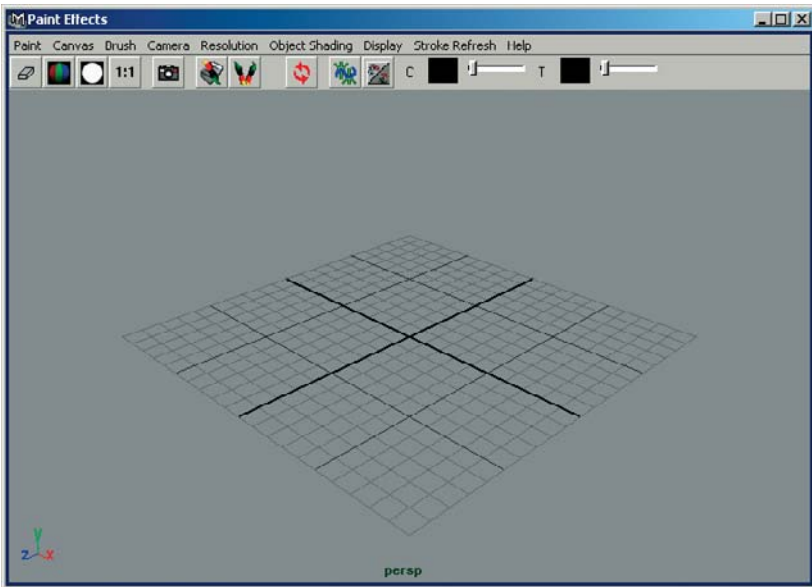 Paint Effects
Paint Canvas Brush Camera Resolution Object Shading Display Stroke Refresh Help
1:1 C T
y
z x
persp